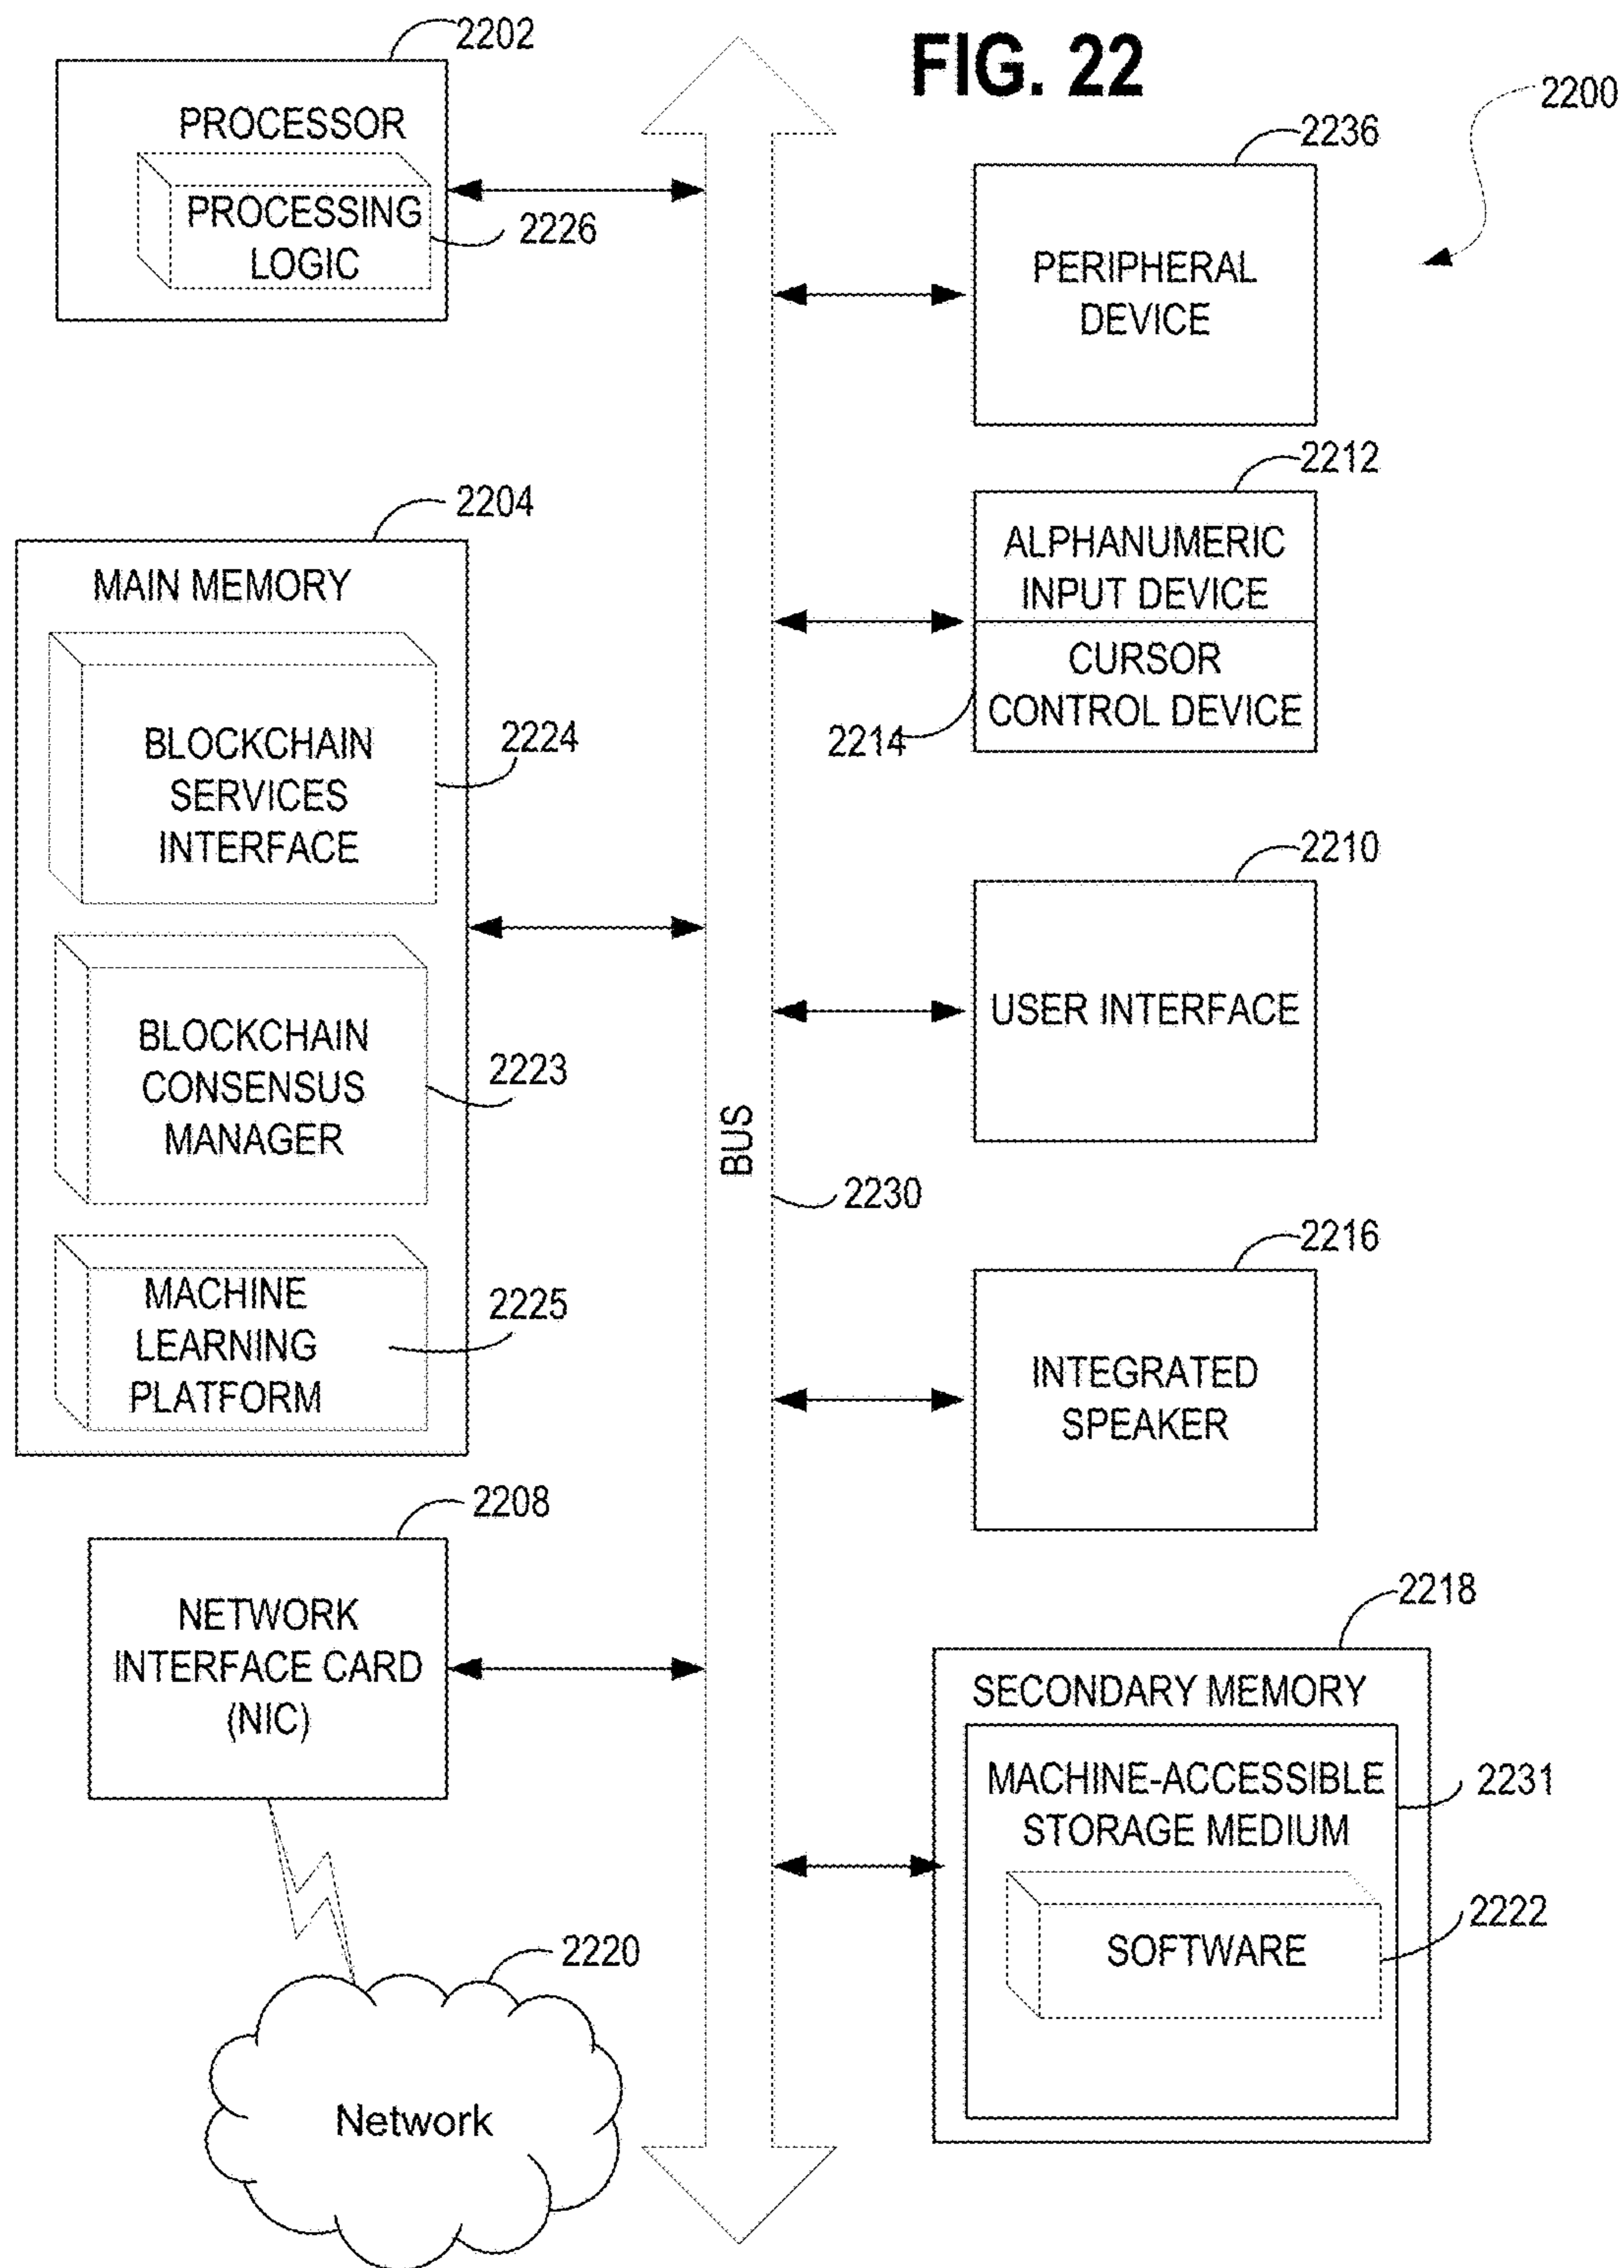 FIG. 22
2200
2202
PROCESSOR
PROCESSING
LOGIC
2226
2204
MAIN MEMORY
BLOCKCHAIN
SERVICES
INTERFACE
2224
BLOCKCHAIN
CONSENSUS
MANAGER
2223
MACHINE
LEARNING
PLATFORM
2225
2208
NETWORK
INTERFACE CARD
(NIC)
2220
Network
BUS
2230
2236
PERIPHERAL
DEVICE
2212
ALPHANUMERIC
INPUT DEVICE
CURSOR
CONTROL DEVICE
2214
2210
USER INTERFACE
2216
INTEGRATED
SPEAKER
2218
SECONDARY MEMORY
MACHINE-ACCESSIBLE
STORAGE MEDIUM
2231
SOFTWARE
2222